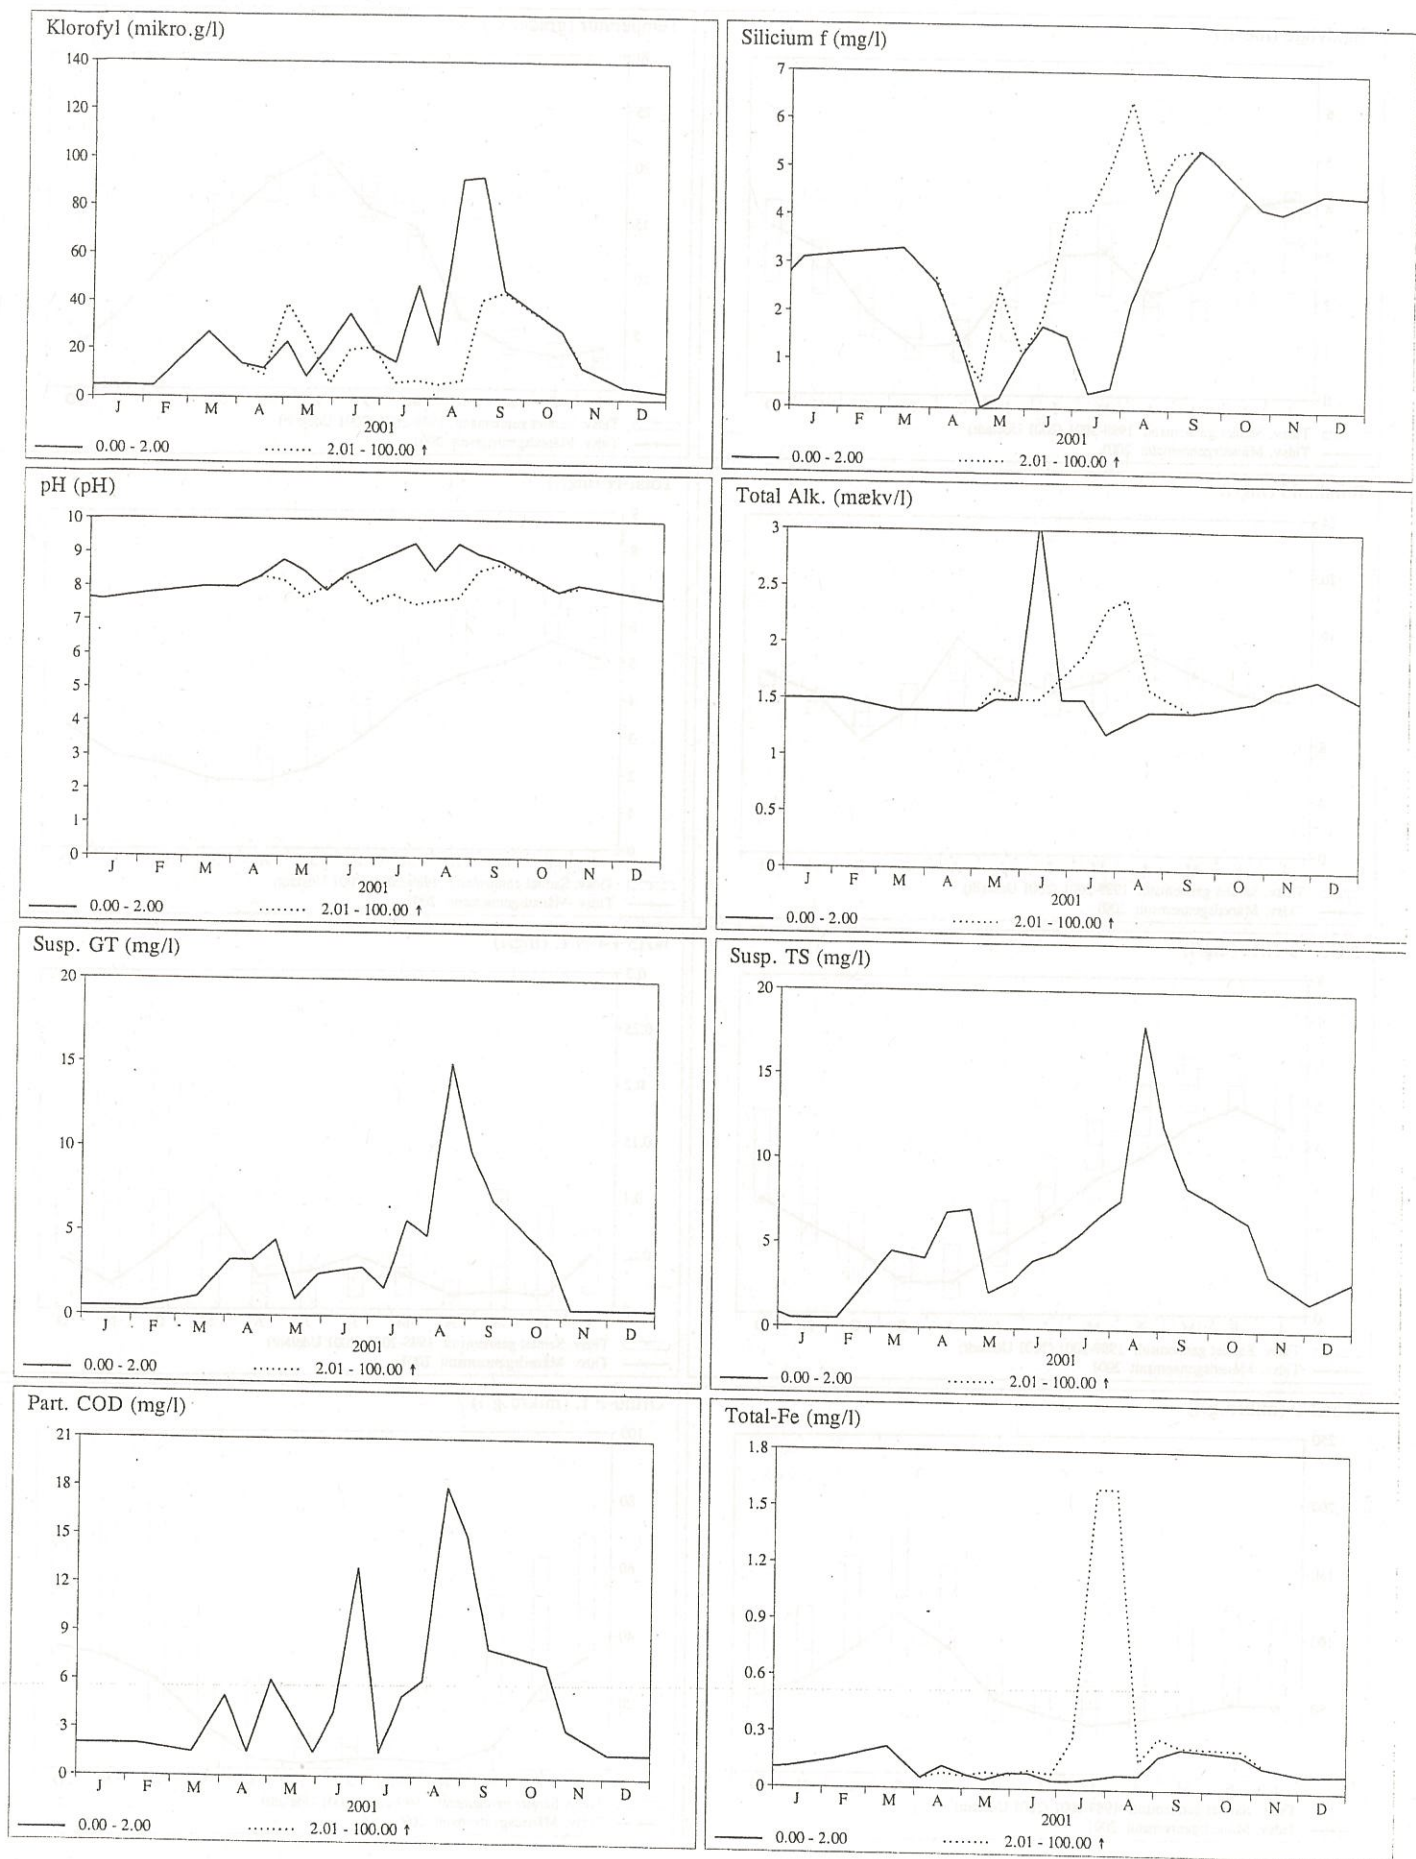 Klorofyl (mikro.g/l)
140
120
100
80
60
40
20
0
J F M A M J J A S O N D
2001
0.00 - 2.00 2.01 - 100.00 ↑
Silicium f (mg/l)
7
6
5
4
3
2
1
0
J F M A M J J A S O N D
2001
0.00 - 2.00 2.01 - 100.00 ↑
pH (pH)
10
9
8
7
6
5
4
3
2
1
0
J F M A M J J A S O N D
2001
0.00 - 2.00 2.01 - 100.00 ↑
Total Alk. (mækv/l)
3
2.5
2
1.5
1
0.5
0
J F M A M J J A S O N D
2001
0.00 - 2.00 2.01 - 100.00 ↑
Susp. GT (mg/l)
20
15
10
5
0
J F M A M J J A S O N D
2001
0.00 - 2.00 2.01 - 100.00 ↑
Susp. TS (mg/l)
20
15
10
5
0
J F M A M J J A S O N D
2001
0.00 - 2.00 2.01 - 100.00 ↑
Part. COD (mg/l)
21
18
15
12
9
6
3
0
J F M A M J J A S O N D
2001
0.00 - 2.00 2.01 - 100.00 ↑
Total-Fe (mg/l)
1.8
1.5
1.2
0.9
0.6
0.3
0
J F M A M J J A S O N D
2001
0.00 - 2.00 2.01 - 100.00 ↑